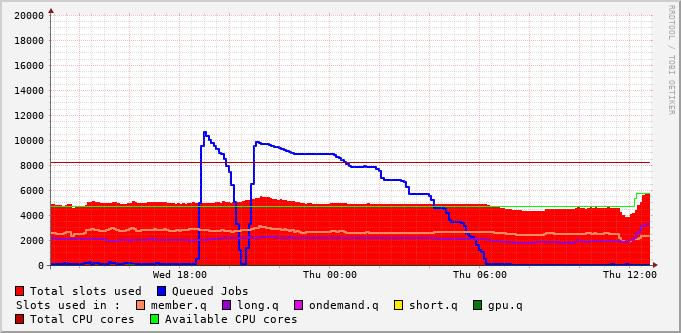 20000
18000
16000
14000
12000
10000
8000
6000
4000
2000
0
Wed 18:00 Thu 00:00 Thu 06:00 Thu 12:00
Total slots used Queued Jobs
Slots used in : member.q long.q ondemand.q short.q gpu.q
Total CPU cores Available CPU cores
RRDTOOL / TOBI OETIKER